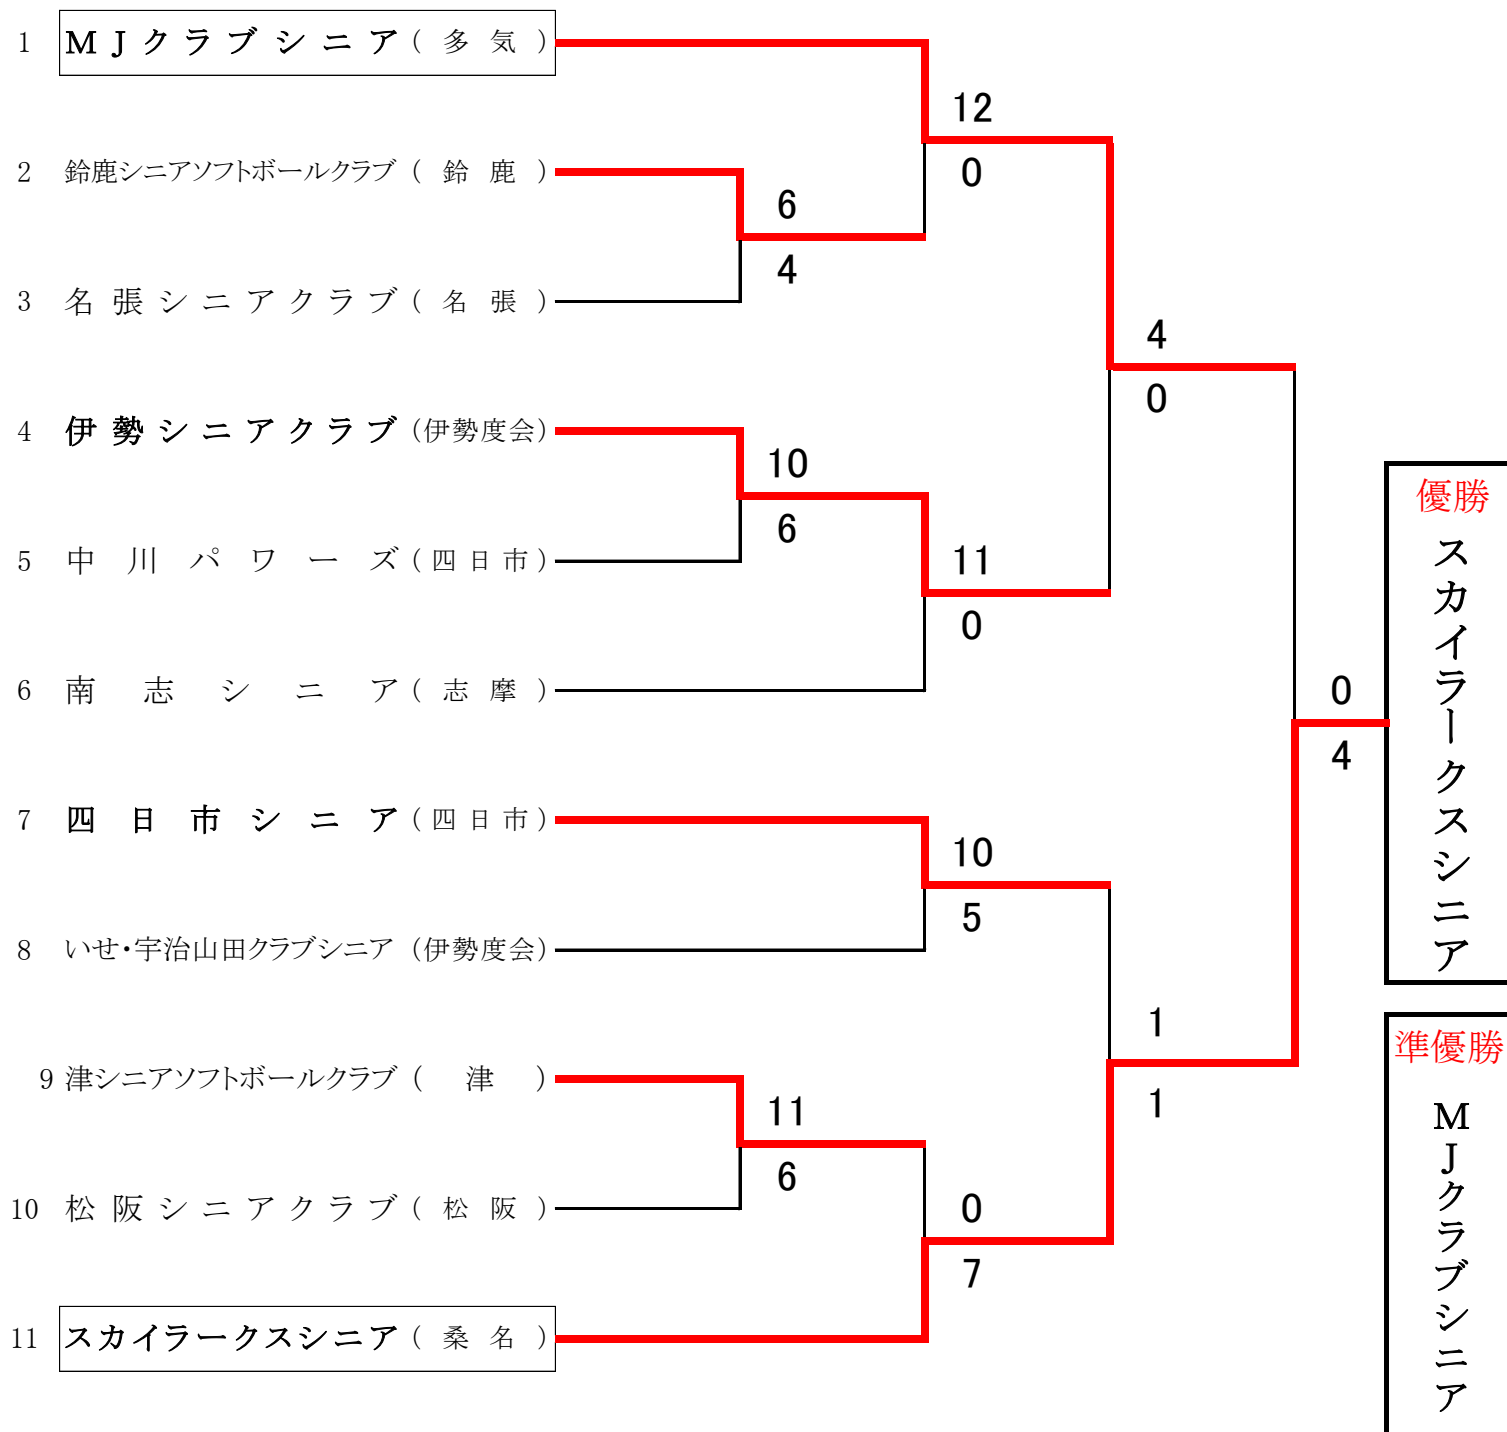 1 ＭＪクラブシニア(多気)
12
0
2 鈴鹿シニアソフトボールクラブ(鈴鹿)
6
4
3 名張シニアクラブ(名張)
4
0
4 伊勢シニアクラブ(伊勢度会)
10
6
5 中川パワーズ(四日市)
11
0
6 南志シニア(志摩)
0
4
7 四日市シニア(四日市)
10
5
8 いせ・宇治山田クラブシニア(伊勢度会)
1
1
9 津シニアソフトボールクラブ(津)
11
6
10 松阪シニアクラブ(松阪)
0
7
11 スカイラークスシニア(桑名)
優勝
スカイラークスシニア
準優勝
ＭＪクラブシニア